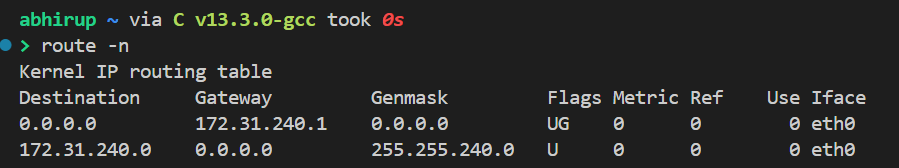 abhirup ~ via C v13.3.0-gcc took 0s
> route -n
Kernel IP routing table
Destination     Gateway         Genmask         Flags Metric Ref    Use Iface
0.0.0.0         172.31.240.1    0.0.0.0         UG    0      0        0 eth0
172.31.240.0    0.0.0.0         255.255.240.0   U     0      0        0 eth0